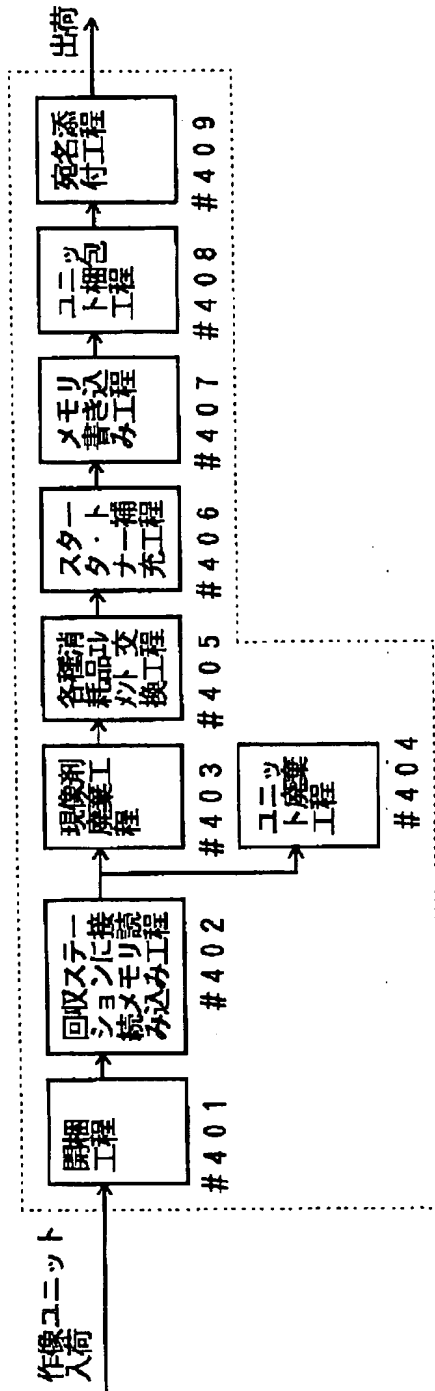 作像ユニット
入荷
開梱
工程
#401
回収ステー
ションに接
続メモリ読
み込み工程
#402
現像剤
廃棄工
程
#403
ユニッ
ト廃棄
工程
#404
各種消
耗品エレ
メント交
換工程
#405
スター
タ・ト
ナー補
充工程
#406
メモリ
書き込
み工程
#407
ユニッ
ト梱包
工程
#408
宛名添
付工程
#409
出荷